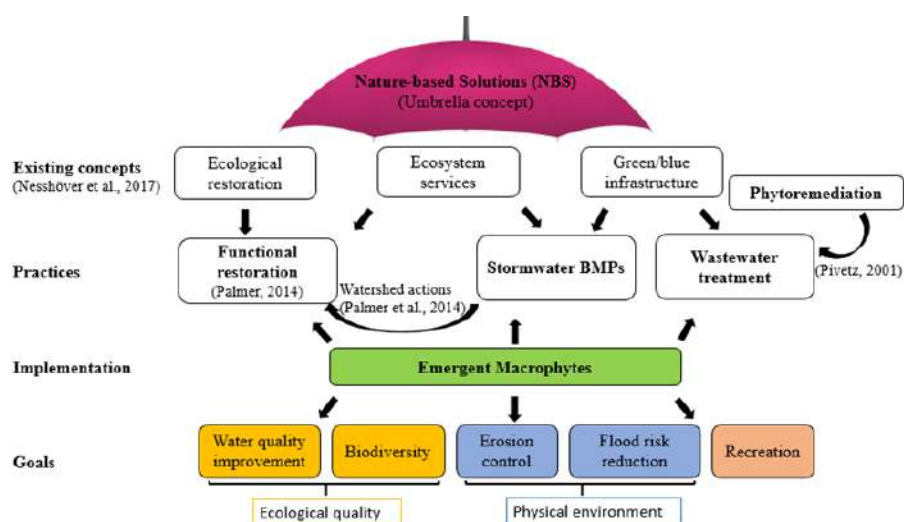 Nature-based Solutions (NBS)
(Umbrella concept)
Existing concepts
(Nesshöver et al., 2017)
Ecological
restoration
Ecosystem
services
Green/blue
infrastructure
Phytoremediation
Practices
Functional
restoration
(Palmer, 2014)
Watershed actions
(Palmer et al., 2014)
Stormwater BMPs
Wastewater
treatment
(Pivetz, 2001)
Implementation
Emergent Macrophytes
Goals
Water quality
improvement
Biodiversity
Erosion
control
Flood risk
reduction
Recreation
Ecological quality
Physical environment